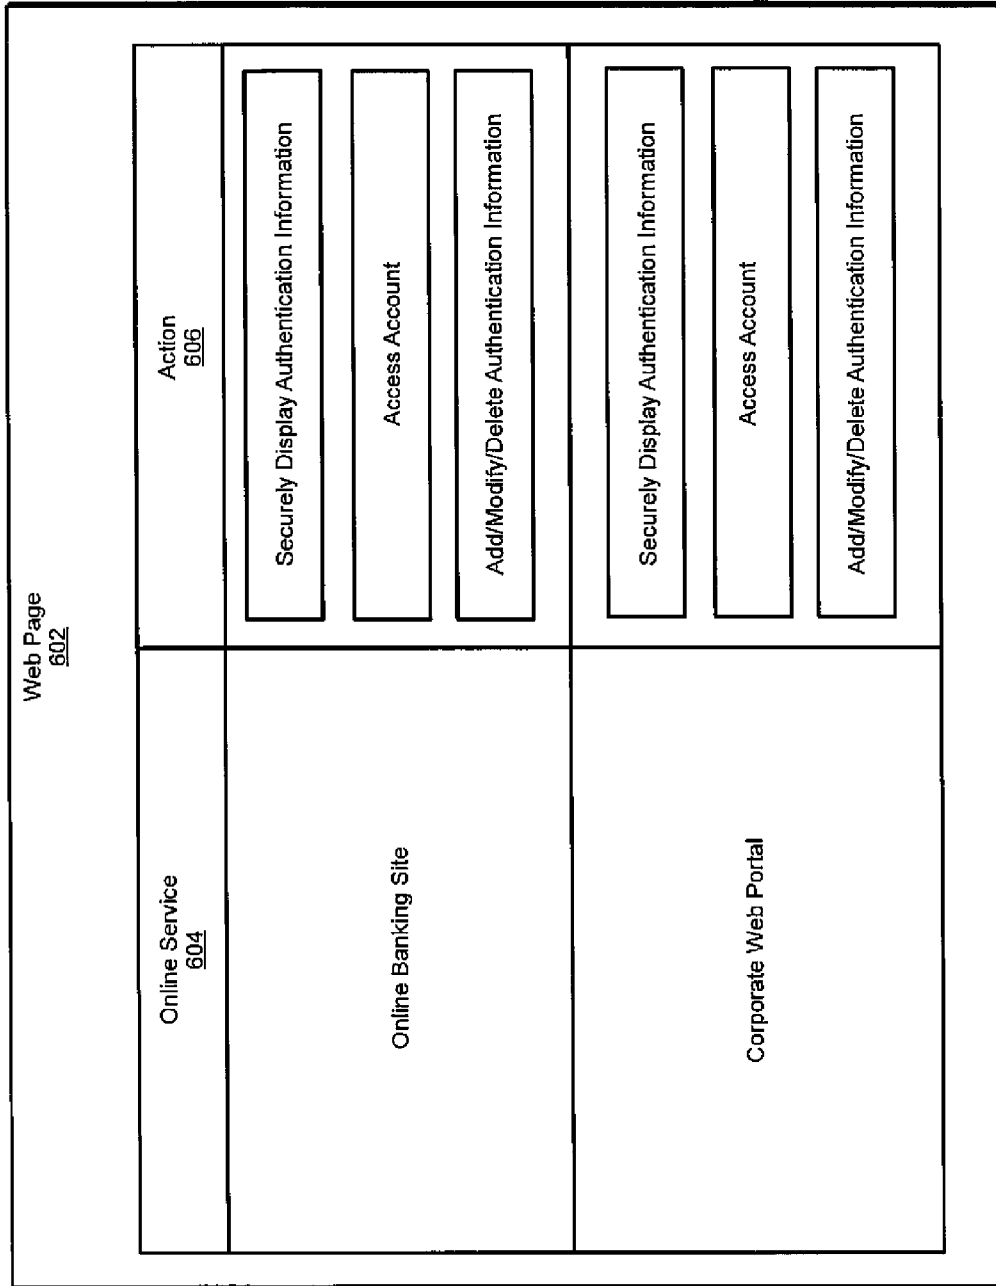 Web Page
602
Online Service
604
Action
606
Online Banking Site
Securely Display Authentication Information
Access Account
Add/Modify/Delete Authentication Information
Corporate Web Portal
Securely Display Authentication Information
Access Account
Add/Modify/Delete Authentication Information